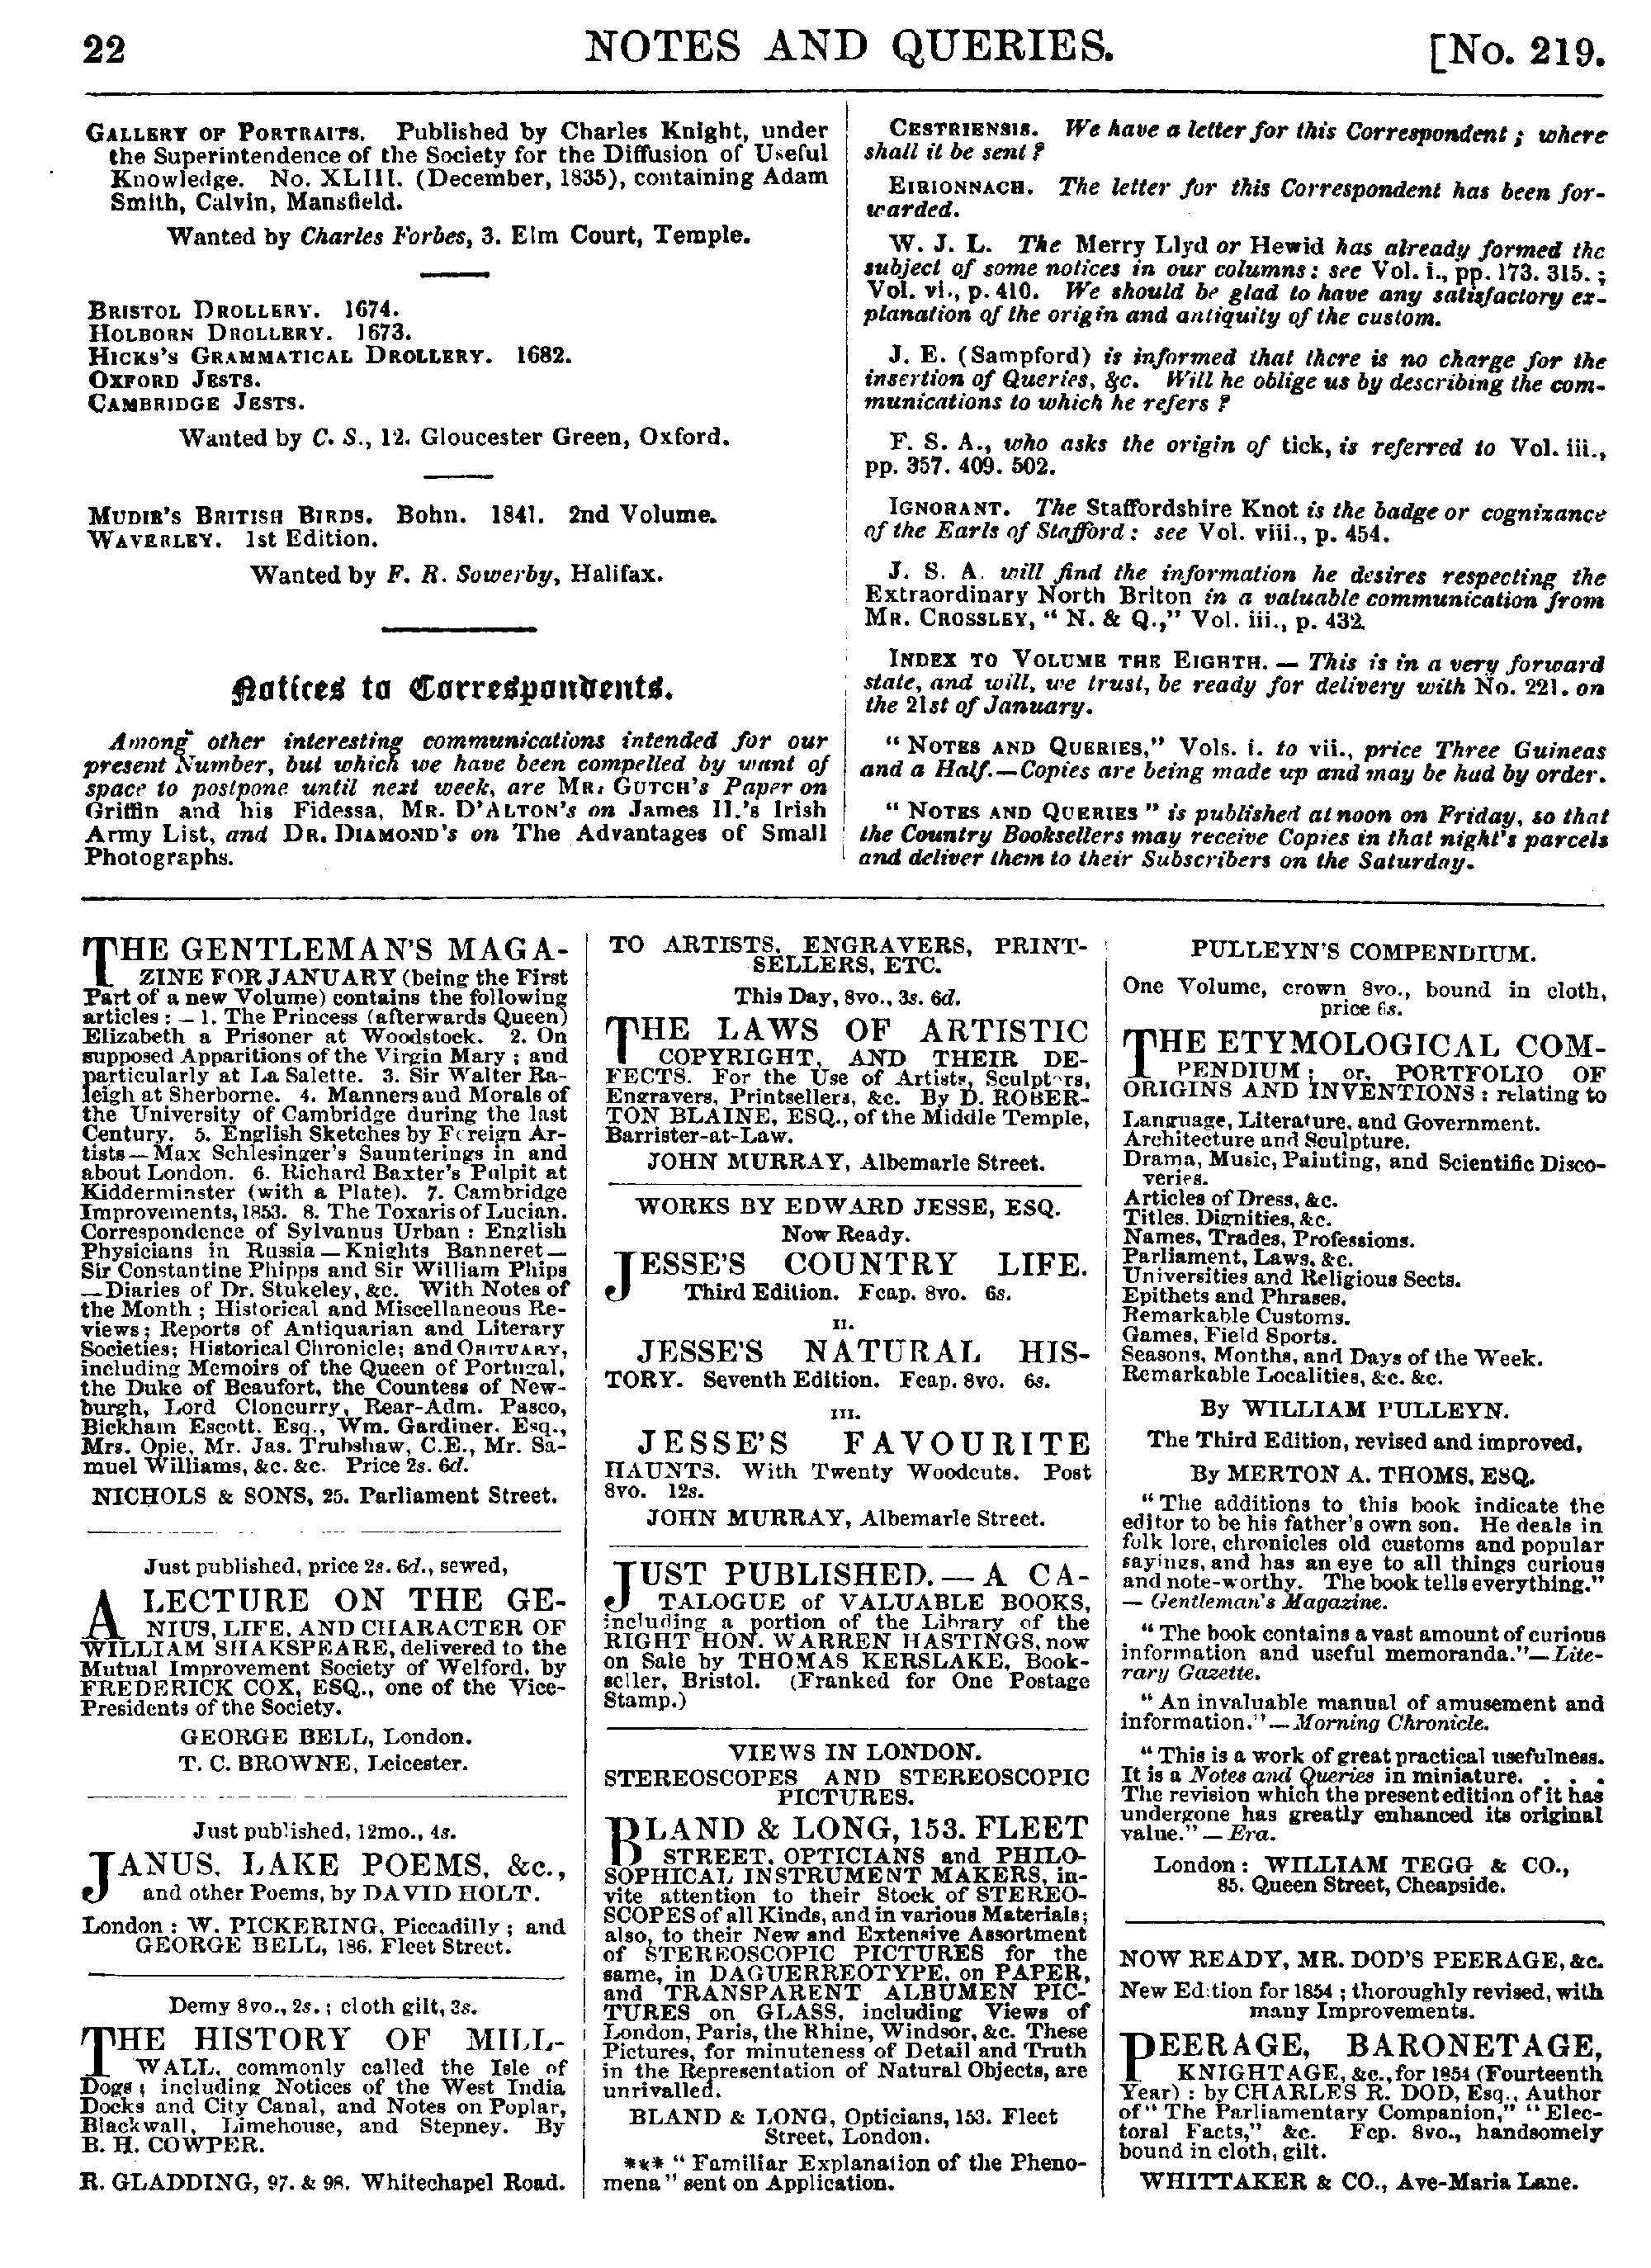 22
NOTES AND QUERIES.
[No. 219.
GALLERY OF PORTRAITS. Published by Charles Knight, under
the Superintendence of the Society for the Diffusion of Useful
Knowledge. No. XLIII. (December, 1835), containing Adam
Smith, Calvin, Mansfield.
Wanted by Charles Forbes, 3. Elm Court, Temple.
BRISTOL DROLLERY. 1674.
HOLBORN DROLLERY. 1673.
HICKS'S GRAMMATICAL DROLLERY. 1682.
OXFORD JESTS.
CAMBRIDGE JESTS.
Wanted by C. S., 12. Gloucester Green, Oxford.
MUDIE'S BRITISH BIRDS. Bohn. 1841. 2nd Volume.
WAVERLEY. 1st Edition.
Wanted by F. R. Sowerby, Halifax.
Notices to Correspondents.
Among other interesting communications intended for our
present Number, but which we have been compelled by want of
space to postpone until next week, are MR. GUTCH'S Paper on
Griffin and his Fidessa, MR. D'ALTON'S on James II.'s Irish
Army List, and DR. DIAMOND'S on The Advantages of Small
Photographs.
CESTRIENSIS. We have a letter for this Correspondent; where
shall it be sent?
EIRIONNACH. The letter for this Correspondent has been for-
warded.
W. J. L. The Merry Llyd or Hewid has already formed the
subject of some notices in our columns: see Vol. i., pp. 173. 315.;
Vol. vi., p. 410. We should be glad to have any satisfactory ex-
planation of the origin and antiquity of the custom.
J. E. (Sampford) is informed that there is no charge for the
insertion of Queries, &c. Will he oblige us by describing the com-
munications to which he refers?
F. S. A., who asks the origin of tick, is referred to Vol. iii.,
pp. 357. 409. 502.
IGNORANT. The Staffordshire Knot is the badge or cognizance
of the Earls of Stafford: see Vol. viii., p. 454.
J. S. A. will find the information he desires respecting the
Extraordinary North Briton in a valuable communication from
MR. CROSSLEY, "N. & Q.," Vol. iii., p. 432.
INDEX TO VOLUME THE EIGHTH. — This is in a very forward
state, and will, we trust, be ready for delivery with No. 221. on
the 21st of January.
"NOTES AND QUERIES," Vols. i. to vii., price Three Guineas
and a Half.—Copies are being made up and may be had by order.
"NOTES AND QUERIES" is published at noon on Friday, so that
the Country Booksellers may receive Copies in that night's parcels
and deliver them to their Subscribers on the Saturday.
THE GENTLEMAN'S MAGA-
ZINE FOR JANUARY (being the First
Part of a new Volume) contains the following
articles: — 1. The Princess (afterwards Queen)
Elizabeth a Prisoner at Woodstock. 2. On
supposed Apparitions of the Virgin Mary; and
particularly at La Salette. 3. Sir Walter Ra-
leigh at Sherborne. 4. Manners and Morals of
the University of Cambridge during the last
Century. 5. English Sketches by Foreign Ar-
tists — Max Schlesinger's Saunterings in and
about London. 6. Richard Baxter's Pulpit at
Kidderminster (with a Plate). 7. Cambridge
Improvements, 1853. 8. The Toxaris of Lucian.
Correspondence of Sylvanus Urban: English
Physicians in Russia — Knights Banneret —
Sir Constantine Phipps and Sir William Phips
— Diaries of Dr. Stukeley, &c. With Notes of
the Month; Historical and Miscellaneous Re-
views; Reports of Antiquarian and Literary
Societies; Historical Chronicle; and OBITUARY,
including Memoirs of the Queen of Portugal,
the Duke of Beaufort, the Countess of New-
burgh, Lord Cloncurry, Rear-Adm. Pasco,
Bickham Escott, Esq., Wm. Gardiner. Esq.,
Mrs. Opie, Mr. Jas. Trubshaw, C.E., Mr. Sa-
muel Williams, &c. &c. Price 2s. 6d.
NICHOLS & SONS, 25. Parliament Street.
Just published, price 2s. 6d., sewed,
A LECTURE ON THE GE-
NIUS, LIFE, AND CHARACTER OF
WILLIAM SHAKSPEARE, delivered to the
Mutual Improvement Society of Welford, by
FREDERICK COX, ESQ., one of the Vice-
Presidents of the Society.
GEORGE BELL, London.
T. C. BROWNE, Leicester.
Just published, 12mo., 4s.
JANUS, LAKE POEMS, &c.,
and other Poems, by DAVID HOLT.
London: W. PICKERING, Piccadilly; and
GEORGE BELL, 186. Fleet Street.
Demy 8vo., 2s.; cloth gilt, 3s.
THE HISTORY OF MILL-
WALL, commonly called the Isle of
Dogs; including Notices of the West India
Docks and City Canal, and Notes on Poplar,
Blackwall, Limehouse, and Stepney. By
B. H. COWPER.
R. GLADDING, 97. & 98. Whitechapel Road.
TO ARTISTS, ENGRAVERS, PRINT-
SELLERS, ETC.
This Day, 8vo., 3s. 6d.
THE LAWS OF ARTISTIC
COPYRIGHT, AND THEIR DE-
FECTS. For the Use of Artists, Sculptors,
Engravers, Printsellers, &c. By D. ROBER-
TON BLAINE, ESQ., of the Middle Temple,
Barrister-at-Law.
JOHN MURRAY, Albemarle Street.
WORKS BY EDWARD JESSE, ESQ.
Now Ready.
JESSE'S COUNTRY LIFE.
Third Edition. Fcap. 8vo. 6s.
II.
JESSE'S NATURAL HIS-
TORY. Seventh Edition. Fcap. 8vo. 6s.
III.
JESSE'S FAVOURITE
HAUNTS. With Twenty Woodcuts. Post
8vo. 12s.
JOHN MURRAY, Albemarle Street.
JUST PUBLISHED. — A CA-
TALOGUE of VALUABLE BOOKS,
including a portion of the Library of the
RIGHT HON. WARREN HASTINGS, now
on Sale by THOMAS KERSLAKE, Book-
seller, Bristol. (Franked for One Postage
Stamp.)
VIEWS IN LONDON.
STEREOSCOPES AND STEREOSCOPIC
PICTURES.
BLAND & LONG, 153. FLEET
STREET, OPTICIANS and PHILO-
SOPHICAL INSTRUMENT MAKERS, in-
vite attention to their Stock of STEREO-
SCOPES of all Kinds, and in various Materials;
also, to their New and Extensive Assortment
of STEREOSCOPIC PICTURES for the
same, in DAGUERREOTYPE, on PAPER,
and TRANSPARENT ALBUMEN PIC-
TURES on GLASS, including Views of
London, Paris, the Rhine, Windsor, &c. These
Pictures, for minuteness of Detail and Truth
in the Representation of Natural Objects, are
unrivalled.
BLAND & LONG, Opticians, 153. Fleet
Street, London.
*** "Familiar Explanation of the Pheno-
mena" sent on Application.
PULLEYN'S COMPENDIUM.
One Volume, crown 8vo., bound in cloth,
price 6s.
THE ETYMOLOGICAL COM-
PENDIUM; or, PORTFOLIO OF
ORIGINS AND INVENTIONS: relating to
Language, Literature, and Government.
Architecture and Sculpture.
Drama, Music, Painting, and Scientific Disco-
veries.
Articles of Dress, &c.
Titles, Dignities, &c.
Names, Trades, Professions.
Parliament, Laws, &c.
Universities and Religious Sects.
Epithets and Phrases.
Remarkable Customs.
Games, Field Sports.
Seasons, Months, and Days of the Week.
Remarkable Localities, &c. &c.
By WILLIAM PULLEYN.
The Third Edition, revised and improved,
By MERTON A. THOMS, ESQ.
"The additions to this book indicate the
editor to be his father's own son. He deals in
folk lore, chronicles old customs and popular
sayings, and has an eye to all things curious
and note-worthy. The book tells everything."
— Gentleman's Magazine.
"The book contains a vast amount of curious
information and useful memoranda."—Lite-
rary Gazette.
"An invaluable manual of amusement and
information."—Morning Chronicle.
"This is a work of great practical usefulness.
It is a Notes and Queries in miniature. . . .
The revision which the present edition of it has
undergone has greatly enhanced its original
value."—Era.
London: WILLIAM TEGG & CO.,
85. Queen Street, Cheapside.
NOW READY, MR. DOD'S PEERAGE, &c.
New Edition for 1854; thoroughly revised, with
many Improvements.
PEERAGE, BARONETAGE,
KNIGHTAGE, &c., for 1854 (Fourteenth
Year): by CHARLES R. DOD, Esq., Author
of "The Parliamentary Companion," "Elec-
toral Facts," &c. Fcp. 8vo., handsomely
bound in cloth, gilt.
WHITTAKER & CO., Ave-Maria Lane.